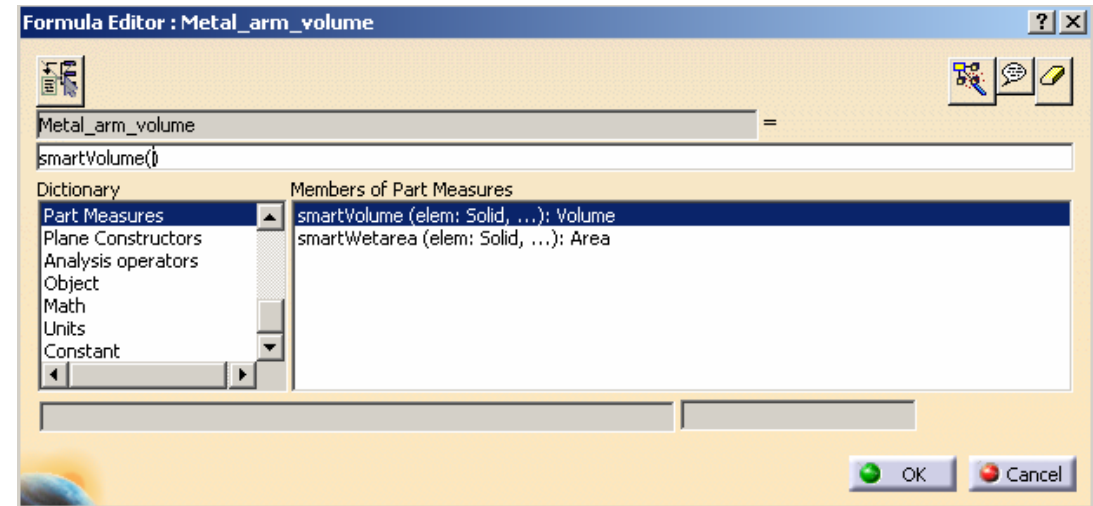 Formula Editor : Metal_arm_volume
Metal_arm_volume =
smartVolume()
Dictionary Members of Part Measures
Part Measures smartVolume (elem: Solid, ...): Volume
Plane Constructors smartWetarea (elem: Solid, ...): Area
Analysis operators
Object
Math
Units
Constant
OK Cancel